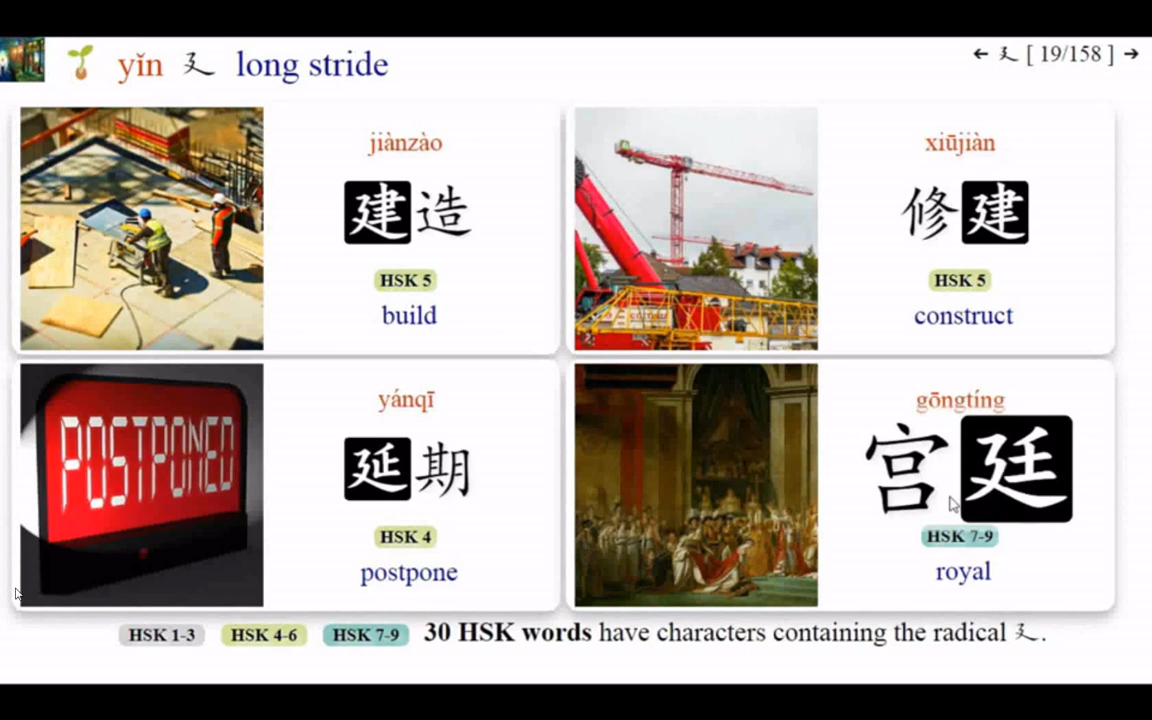 yǐn 廴 long stride
← 廴 [ 19/158 ] →
jiànzào
建造
HSK 5
build
xiūjiàn
修建
HSK 5
construct
POSTPONED
yánqī
延期
HSK 4
postpone
gōngtíng
宫廷
HSK 7-9
royal
HSK 1-3 HSK 4-6 HSK 7-9 30 HSK words have characters containing the radical 廴.